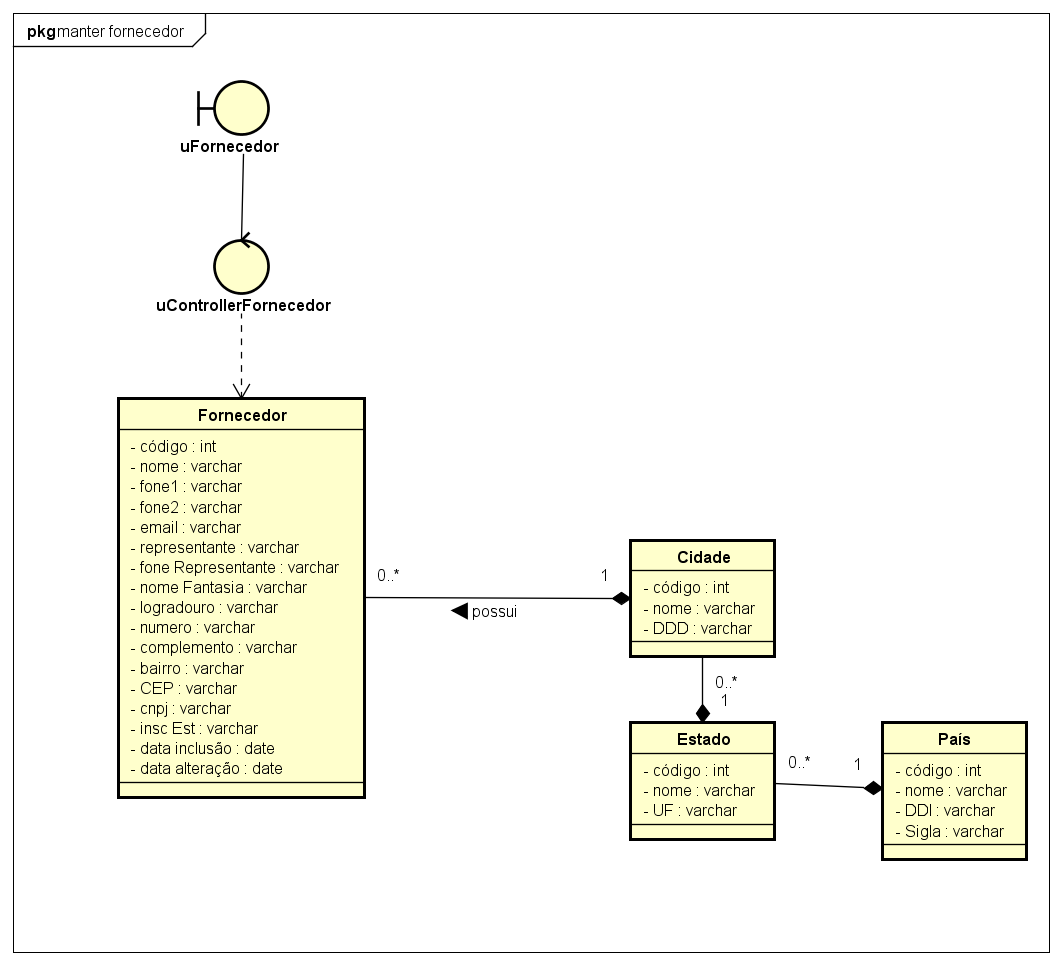 pkg manter fornecedor
uFornecedor
uControllerFornecedor
Fornecedor
- código : int
- nome : varchar
- fone1 : varchar
- fone2 : varchar
- email : varchar
- representante : varchar
- fone Representante : varchar
- nome Fantasia : varchar
- logradouro : varchar
- numero : varchar
- complemento : varchar
- bairro : varchar
- CEP : varchar
- cnpj : varchar
- insc Est : varchar
- data inclusão : date
- data alteração : date
0..*
1
possui
Cidade
- código : int
- nome : varchar
- DDD : varchar
0..*
1
Estado
- código : int
- nome : varchar
- UF : varchar
0..*
1
País
- código : int
- nome : varchar
- DDI : varchar
- Sigla : varchar